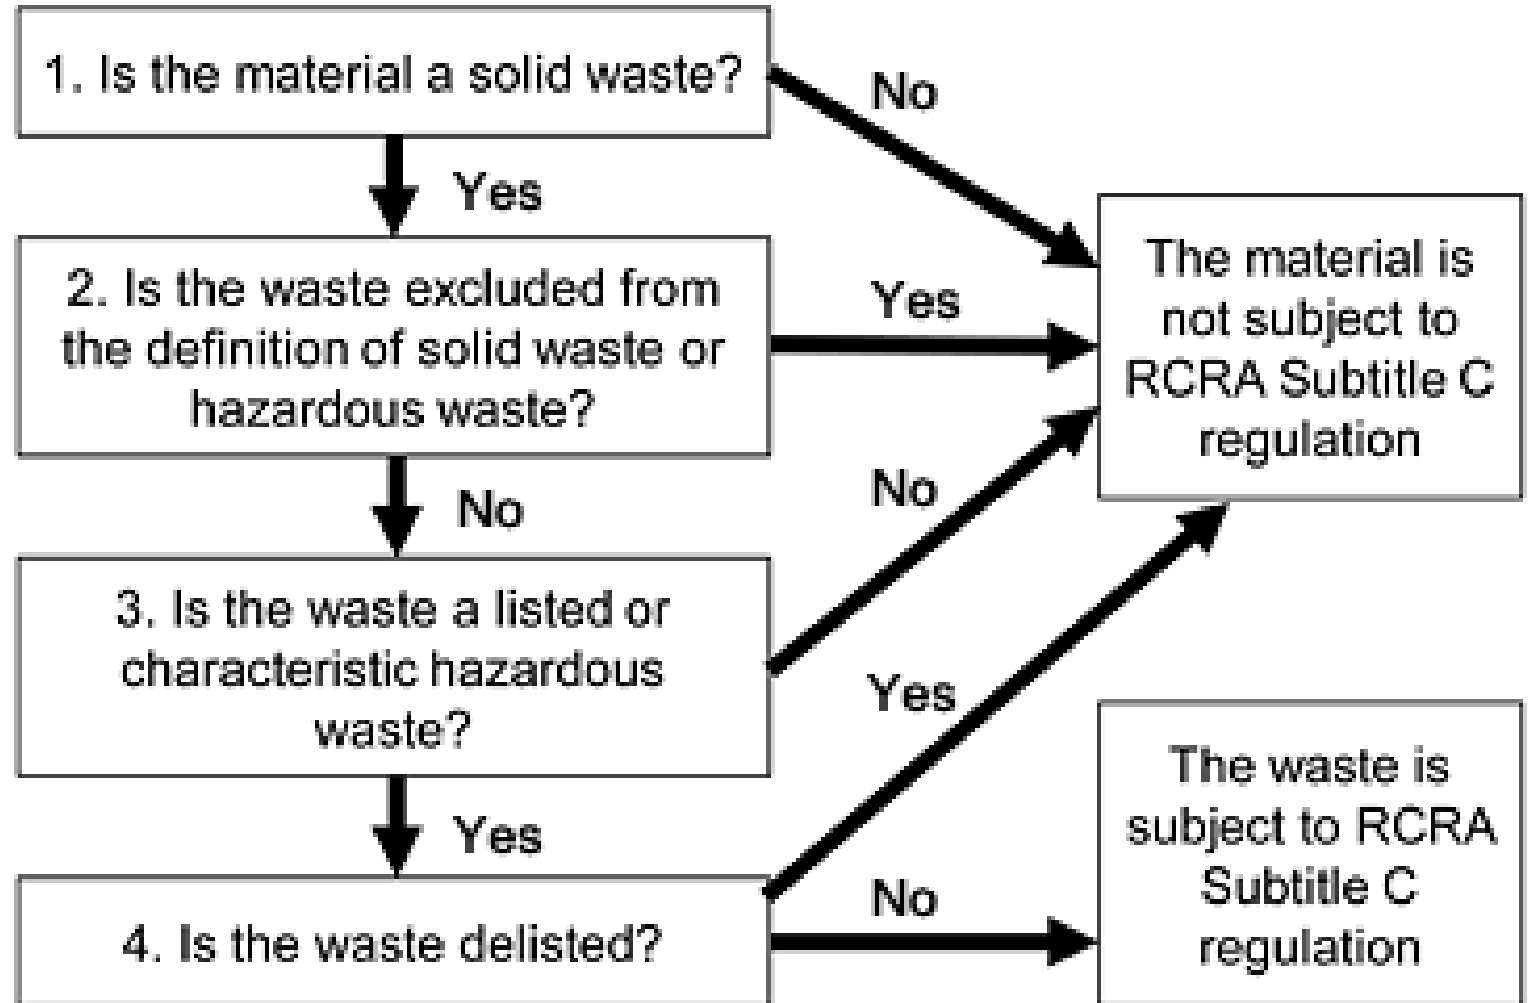 1. Is the material a solid waste?
No
Yes
2. Is the waste excluded from
the definition of solid waste or
hazardous waste?
Yes
The material is
not subject to
RCRA Subtitle C
regulation
No
No
3. Is the waste a listed or
characteristic hazardous
waste?
Yes
Yes
4. Is the waste delisted?
No
The waste is
subject to RCRA
Subtitle C
regulation